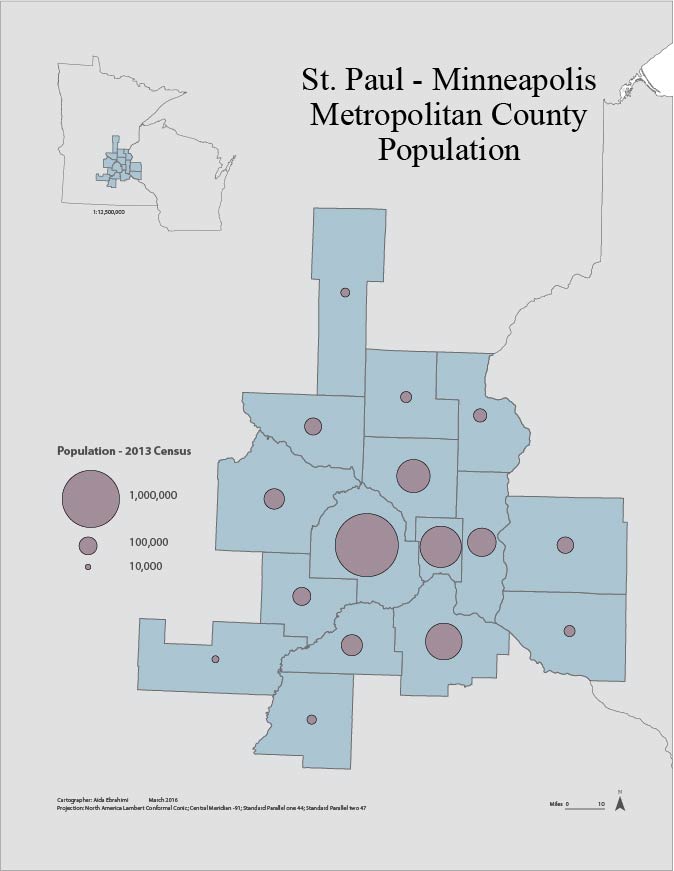 St. Paul - Minneapolis
Metropolitan County
Population
1:12,500,000
Population - 2013 Census
1,000,000
100,000
10,000
Cartographer: Aida Ebrahimi March 2016
Projection: North America Lambert Conformal Conic; Central Meridian -91; Standard Parallel one 44; Standard Parallel two 47
Miles 0 10
N